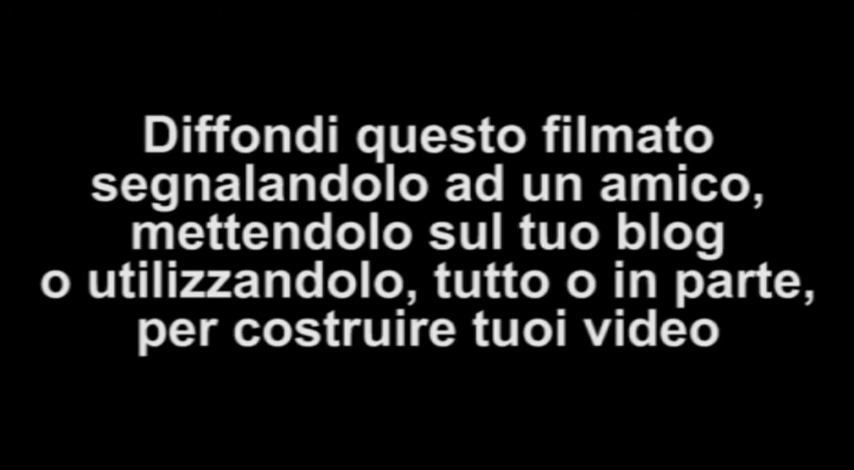 Diffondi questo filmato
segnalandolo ad un amico,
mettendolo sul tuo blog
o utilizzandolo, tutto o in parte,
per costruire tuoi video